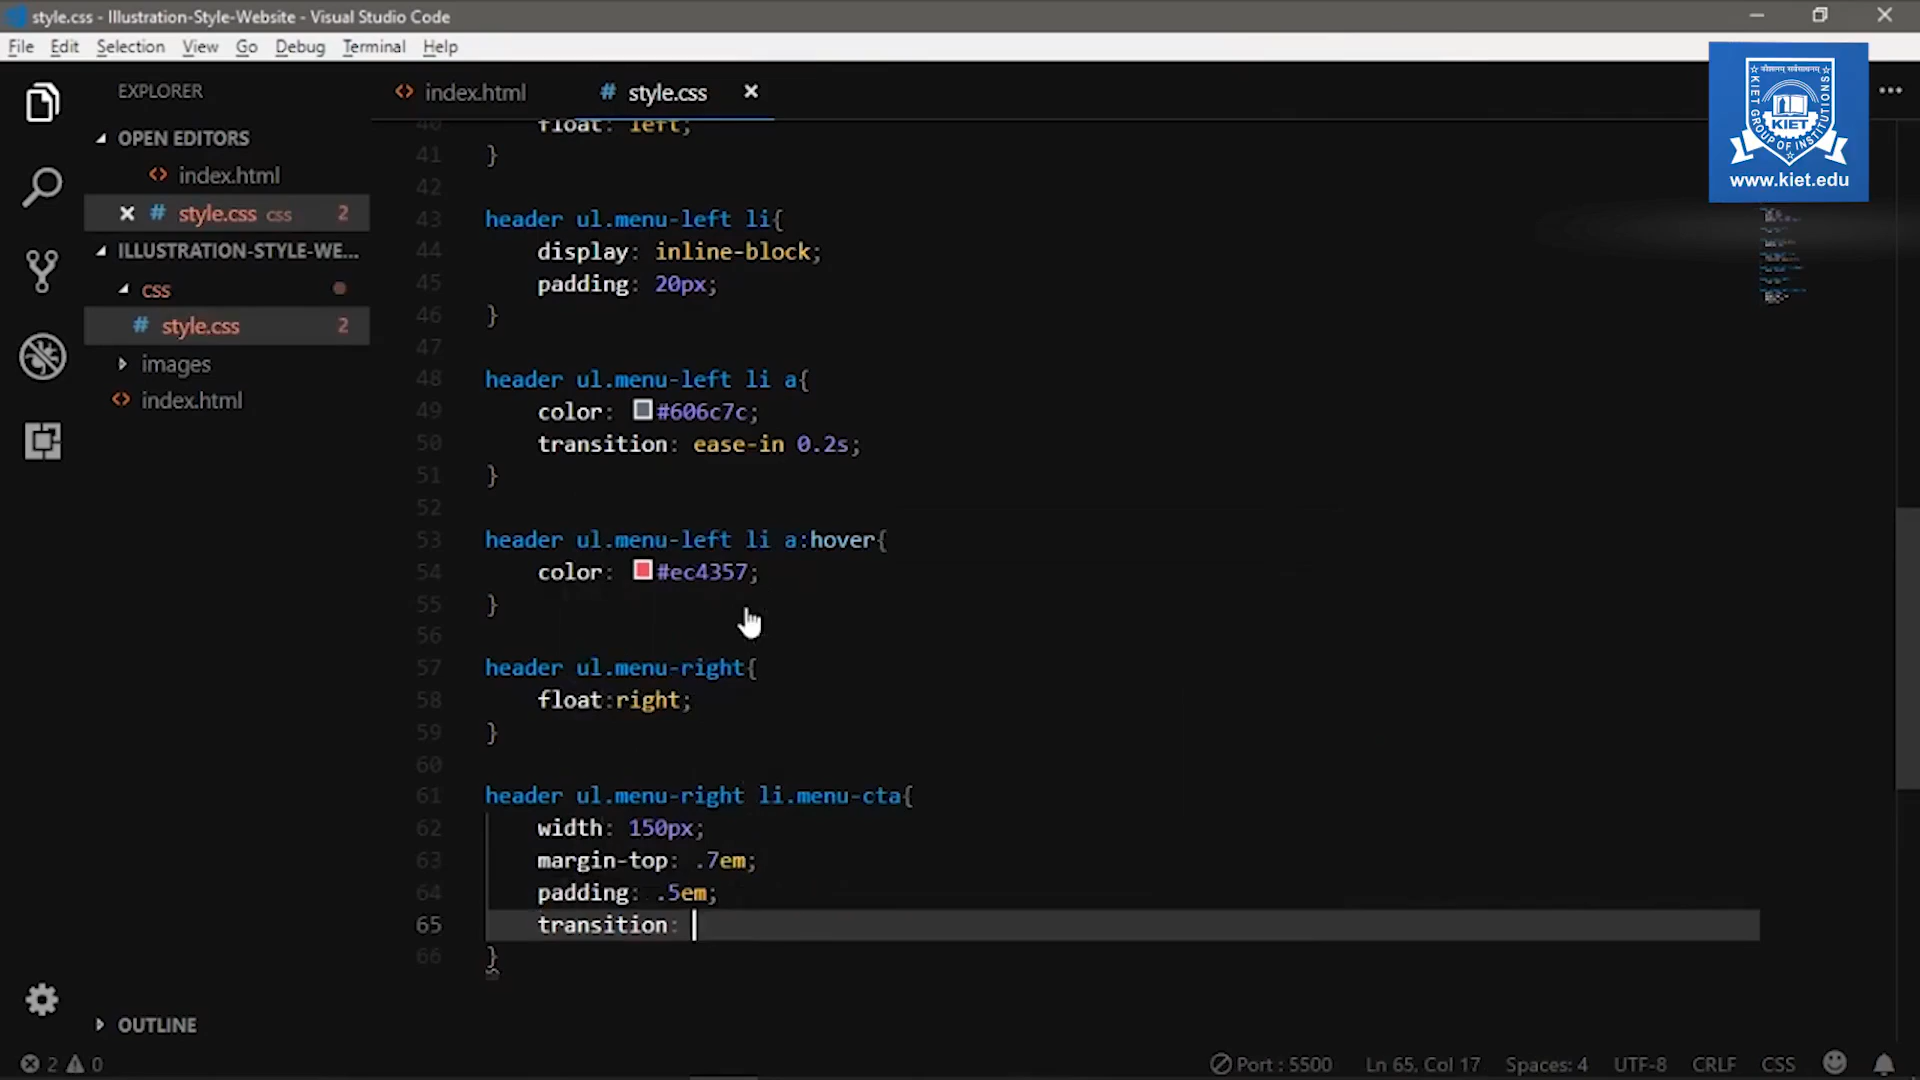 style.css - Illustration-Style-Website - Visual Studio Code
File Edit Selection View Go Debug Terminal Help
EXPLORER
OPEN EDITORS
index.html
style.css css 2
ILLUSTRATION-STYLE-WE...
css
style.css 2
images
index.html
OUTLINE
index.html
style.css
40 float: left;
41 }
42
43 header ul.menu-left li{
44 display: inline-block;
45 padding: 20px;
46 }
47
48 header ul.menu-left li a{
49 color: #606c7c;
50 transition: ease-in 0.2s;
51 }
52
53 header ul.menu-left li a:hover{
54 color: #ec4357;
55 }
56
57 header ul.menu-right{
58 float:right;
59 }
60
61 header ul.menu-right li.menu-cta{
62 width: 150px;
63 margin-top: .7em;
64 padding: .5em;
65 transition:
66 }
KIET
KIET GROUP OF INSTITUTIONS
www.kiet.edu
2 0
Port : 5500 Ln 65, Col 17 Spaces: 4 UTF-8 CRLF CSS